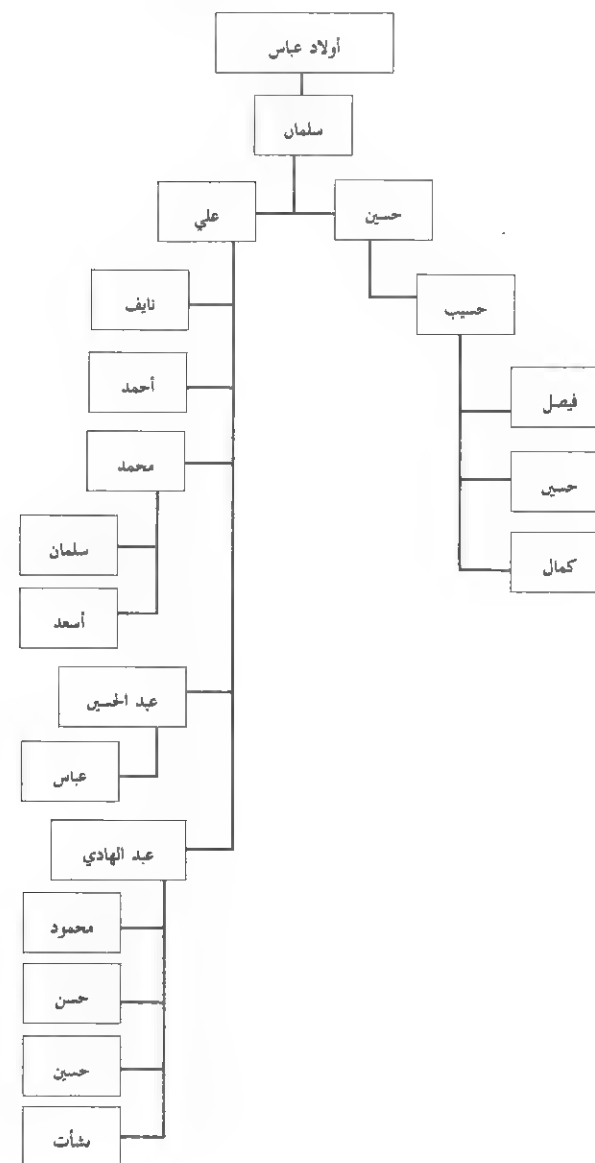 أولاد عباس
سلمان
حسين
علي
حسيب
نايف
أحمد
محمد
سلمان
أسعد
عبد الحسين
عباس
عبد الهادي
محمود
حسن
حسين
نشأت
فيصل
حسين
كمال